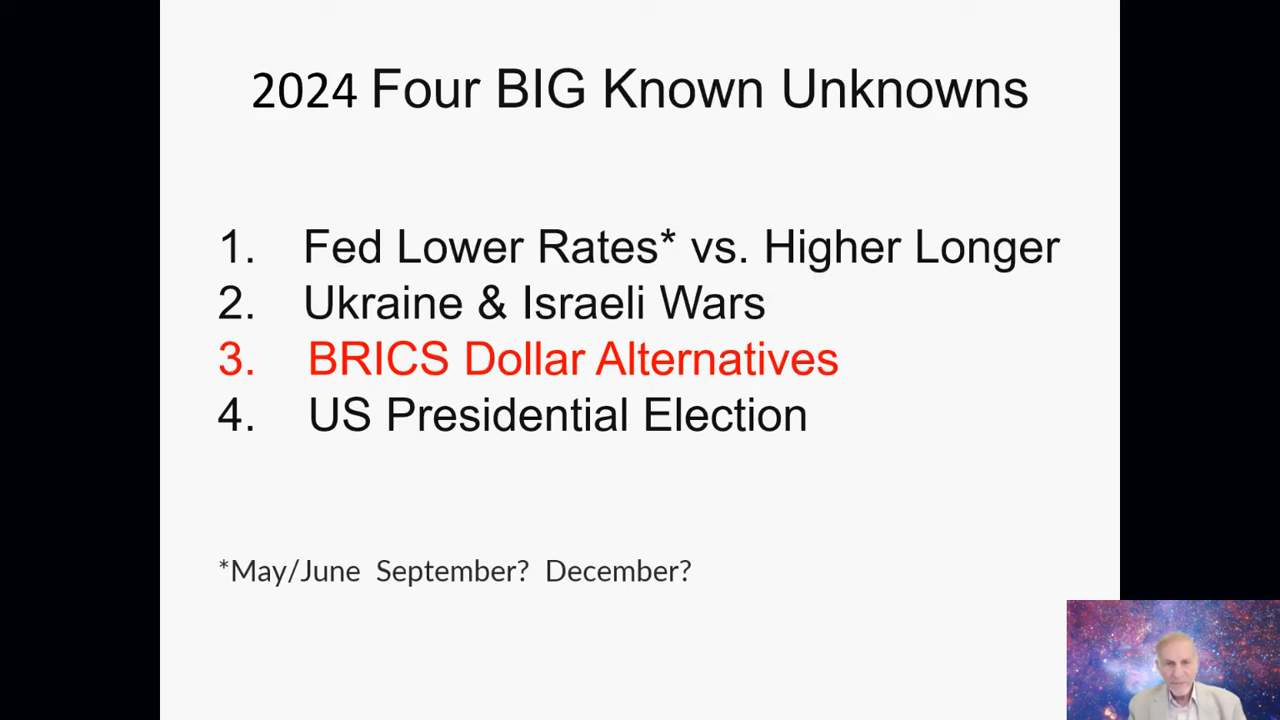 2024 Four BIG Known Unknowns
1. Fed Lower Rates* vs. Higher Longer
2. Ukraine & Israeli Wars
3. BRICS Dollar Alternatives
4. US Presidential Election
*May/June September? December?